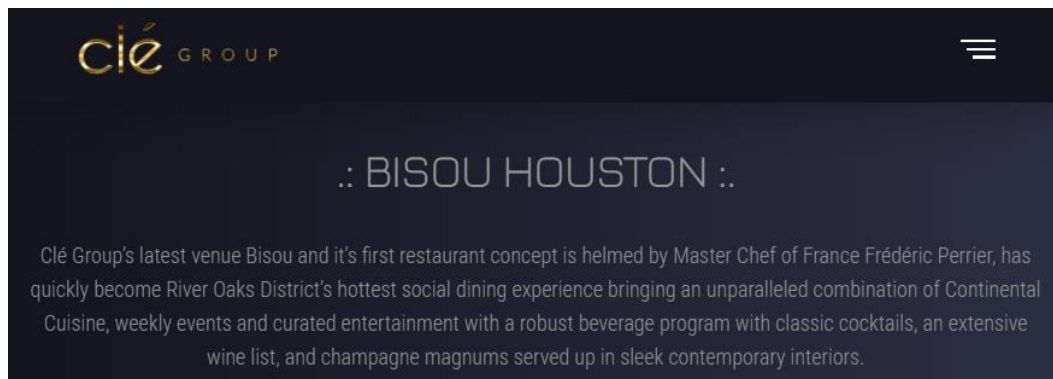 clé GROUP
.: BISOU HOUSTON :.
Clé Group's latest venue Bisou and it's first restaurant concept is helmed by Master Chef of France Frédéric Perrier, has
quickly become River Oaks District's hottest social dining experience bringing an unparalleled combination of Continental
Cuisine, weekly events and curated entertainment with a robust beverage program with classic cocktails, an extensive
wine list, and champagne magnums served up in sleek contemporary interiors.